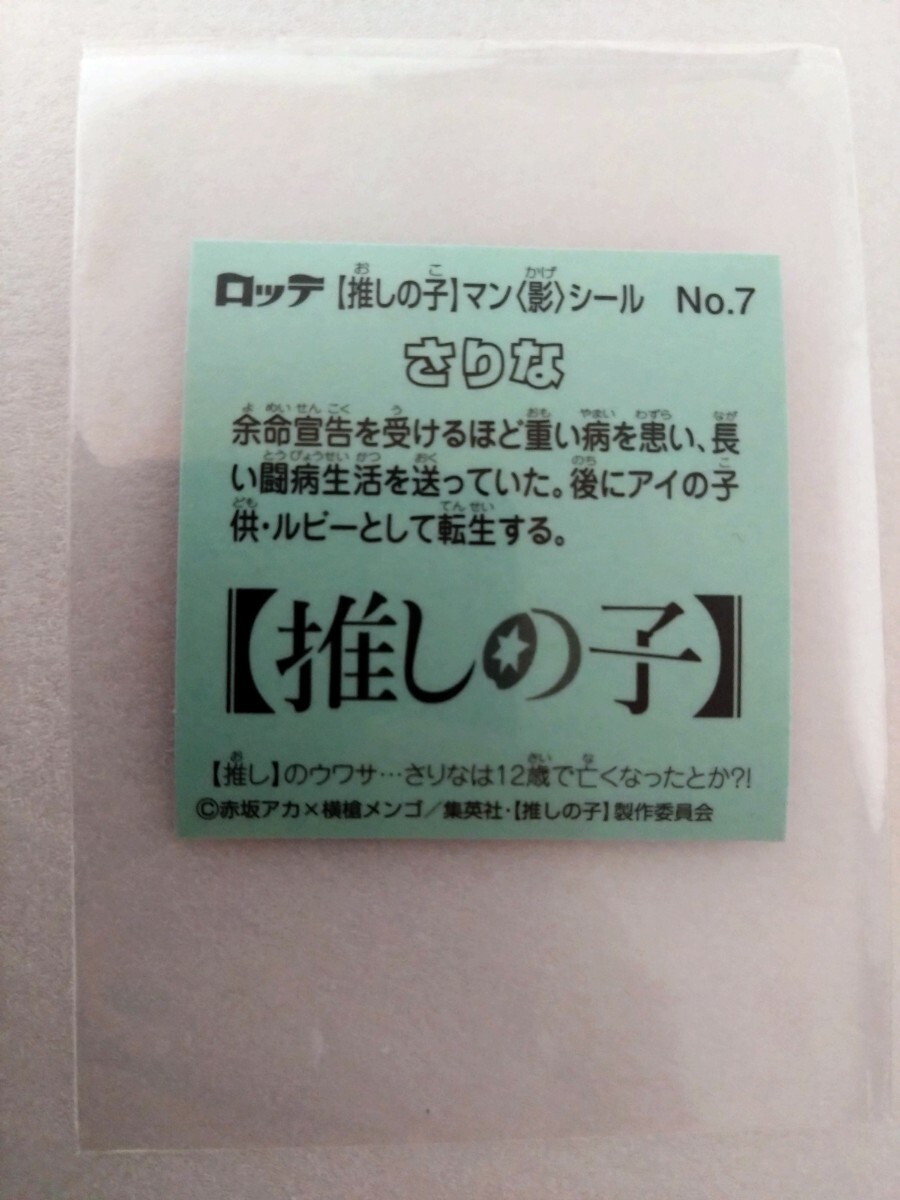 ロッテ 【推しの子】マン〈影〉シール No.7
さりな
余命宣告を受けるほど重い病を患い、長
い闘病生活を送っていた。後にアイの子
供・ルビーとして転生する。
【推しの子】
【推し】のウワサ…さりなは12歳で亡くなったとか?!
©赤坂アカ×横槍メンゴ/集英社・【推しの子】製作委員会